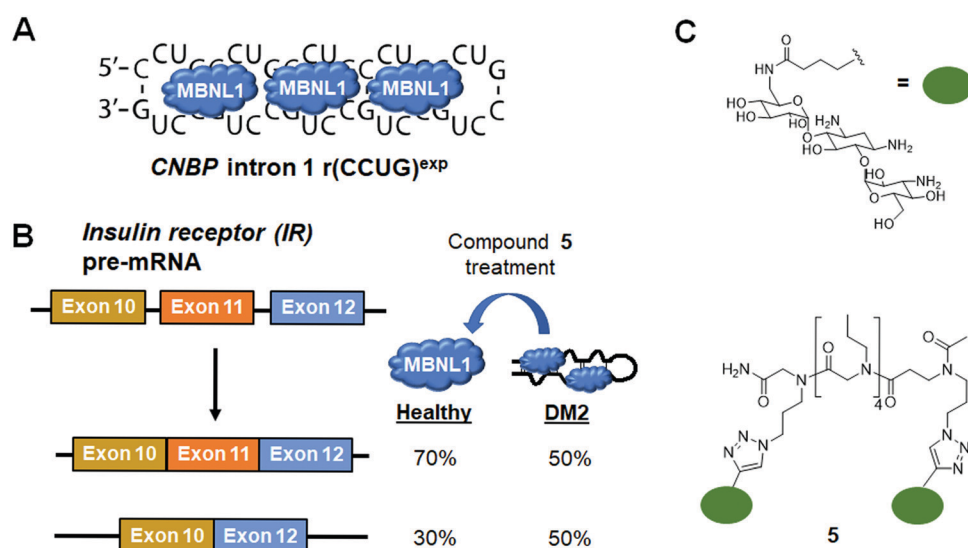 A
CU CU CU CU
5'– C G G G G G
MBNL1 MBNL1 MBNL1
3'– G C
UC UC UC UC
CNBP intron 1 r(CCUG)exp
B
Insulin receptor (IR)
pre-mRNA
Exon 10 Exon 11 Exon 12
Compound 5
treatment
MBNL1
Healthy DM2
Exon 10 Exon 11 Exon 12 70% 50%
Exon 10 Exon 12 30% 50%
C
O
HN
=
HO
O
HO
HO O
H2N
O
HO NH2
O
HO
NH2
O OH
HO
O O
H2N N N N
O O O
4
N N
N N
N N
5